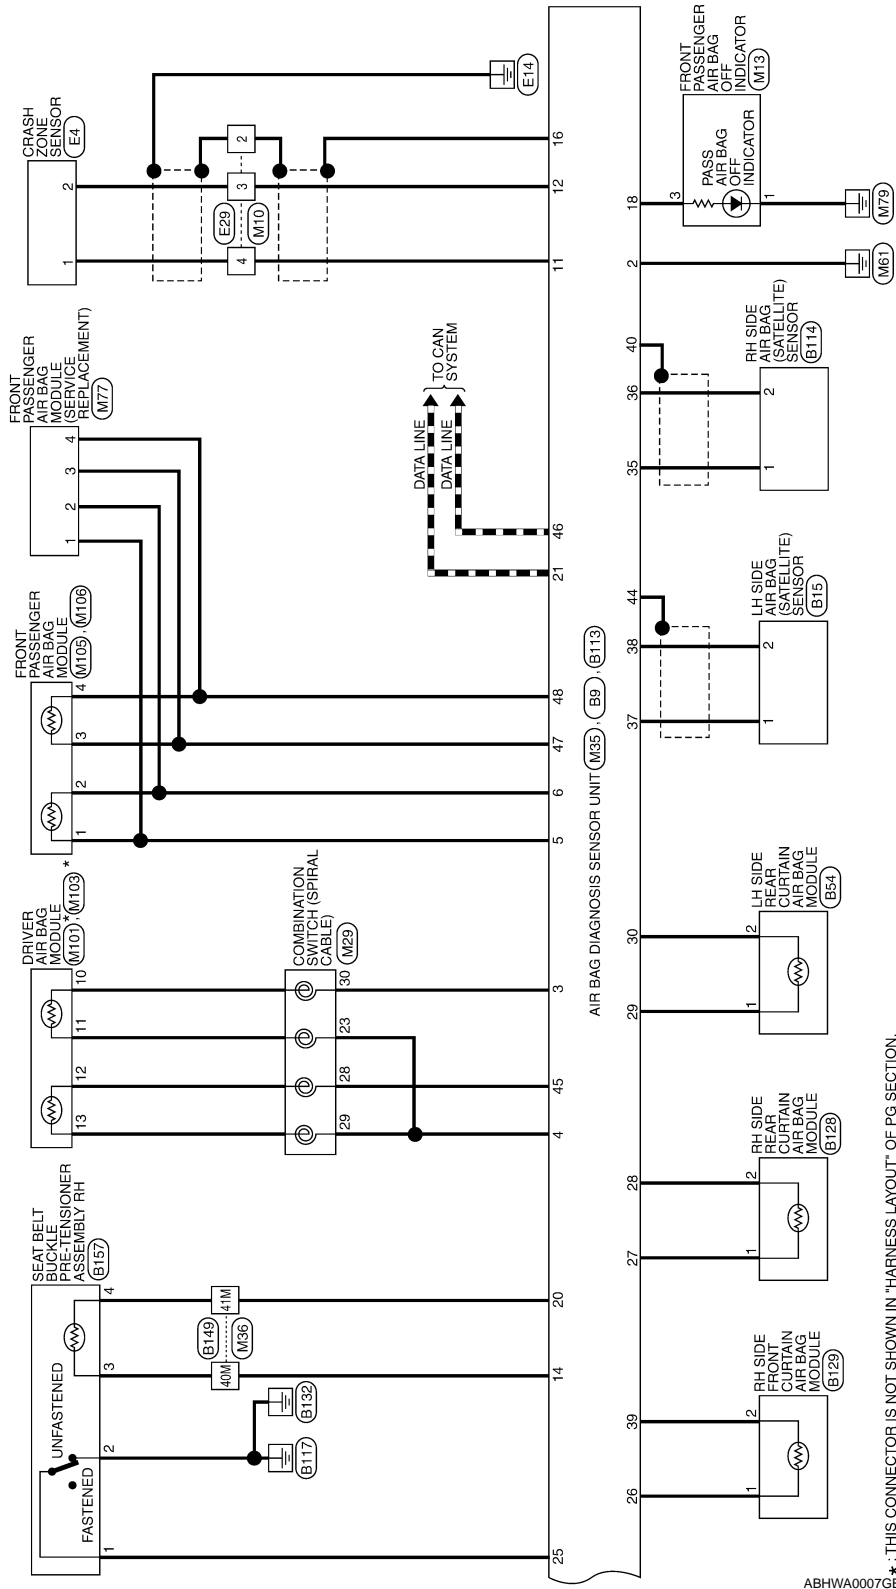 SEAT BELT
BUCKLE
PRE-TENSIONER
ASSEMBLY RH
B157
UNFASTENED
FASTENED
1
2
3
4
B149
M36
40M
41M
B117
B132
25
14
20
DRIVER
AIR BAG
MODULE
M101 * , M103 *
13
12
11
10
COMBINATION
SWITCH (SPIRAL
CABLE)
M29
29
28
23
30
4
45
3
FRONT
PASSENGER
AIR BAG
MODULE
M105 , M106
1
2
3
4
5
6
47
48
FRONT
PASSENGER
AIR BAG
MODULE
(SERVICE
REPLACEMENT)
M77
1
2
3
4
DATA LINE
DATA LINE
TO CAN
SYSTEM
21
46
CRASH
ZONE
SENSOR
E4
1
2
E29
M10
4
3
2
E14
11
12
16
AIR BAG DIAGNOSIS SENSOR UNIT M35 , B9 , B113
26
39
1
2
RH SIDE
FRONT
CURTAIN
AIR BAG
MODULE
B129
27
28
1
2
RH SIDE
REAR
CURTAIN
AIR BAG
MODULE
B128
29
30
1
2
LH SIDE
REAR
CURTAIN
AIR BAG
MODULE
B54
37
38
44
1
2
LH SIDE
AIR BAG
(SATELLITE)
SENSOR
B15
35
36
40
1
2
RH SIDE
AIR BAG
(SATELLITE)
SENSOR
B114
2
M61
18
3
PASS
AIR BAG
OFF
INDICATOR
1
M79
FRONT
PASSENGER
AIR BAG
OFF
INDICATOR
M13
* : THIS CONNECTOR IS NOT SHOWN IN "HARNESS LAYOUT" OF PG SECTION.